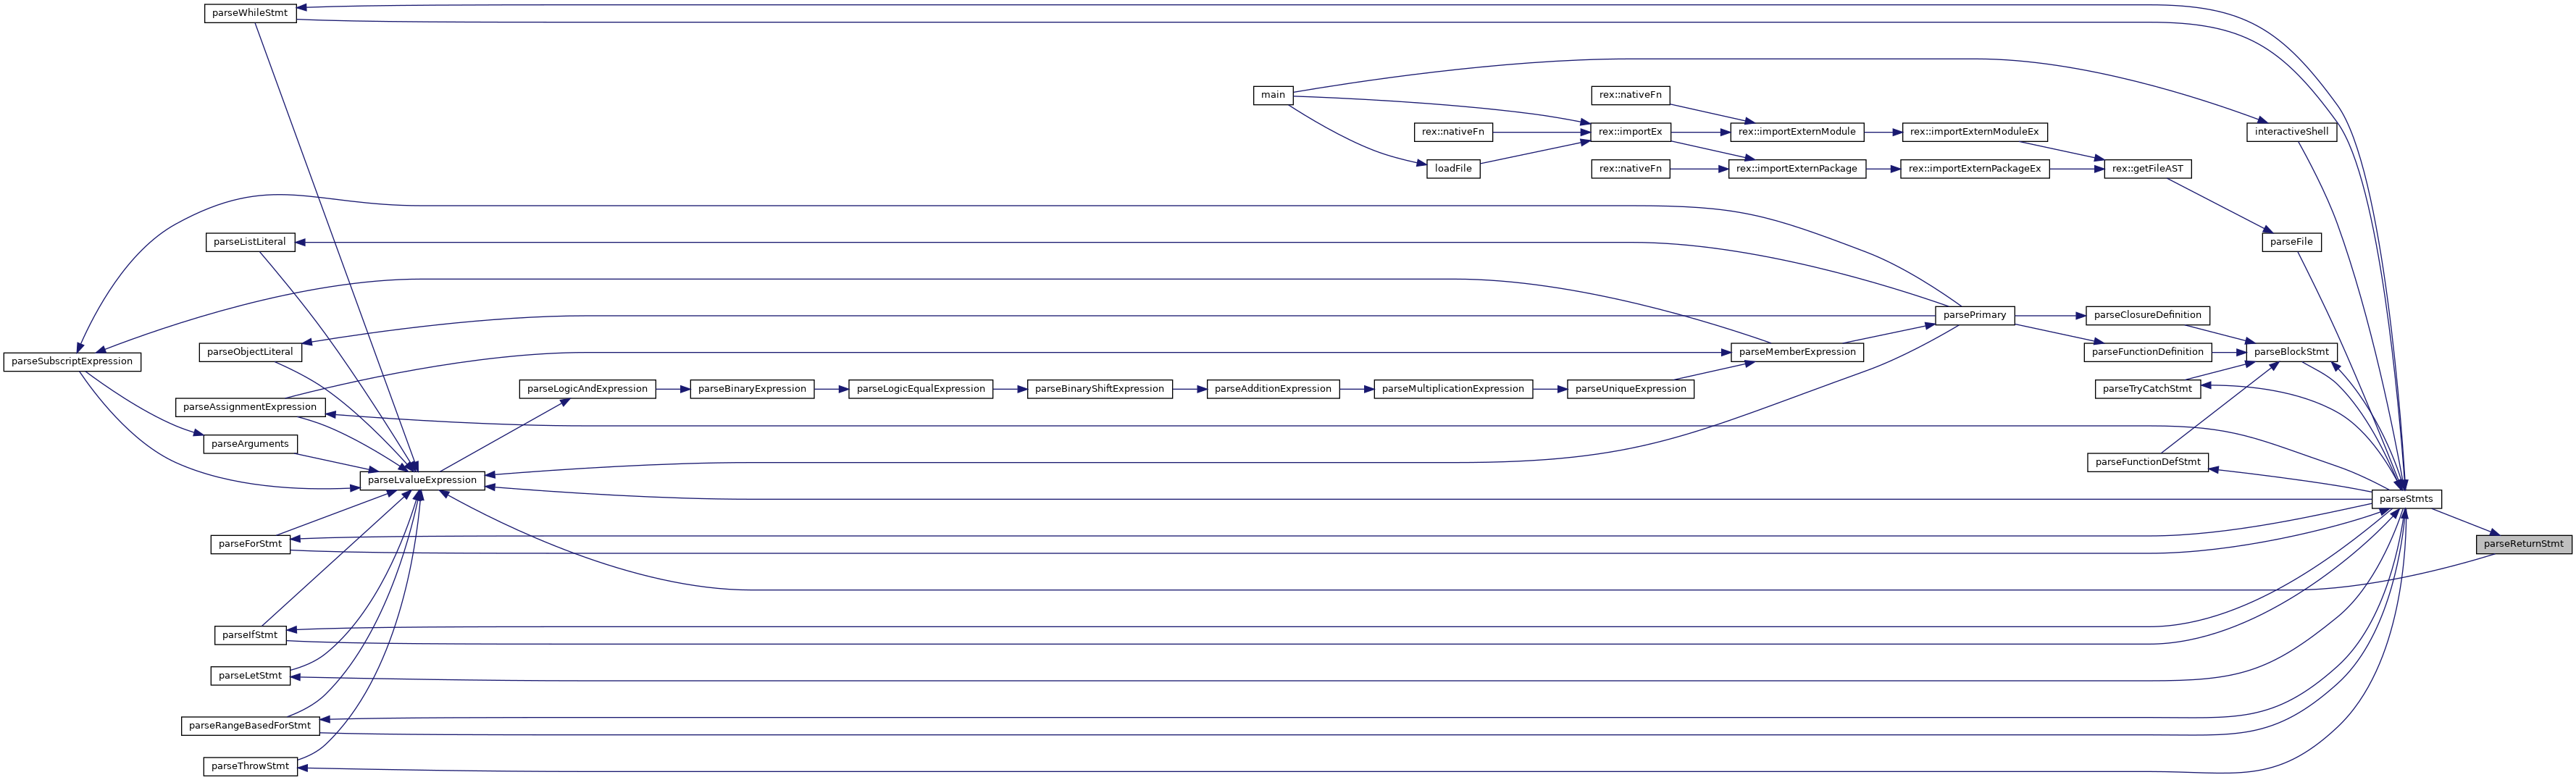 parseWhileStmt
main
rex::nativeFn
rex::nativeFn
rex::importEx
rex::importExternModule
rex::importExternModuleEx
interactiveShell
loadFile
rex::nativeFn
rex::importExternPackage
rex::importExternPackageEx
rex::getFileAST
parseListLiteral
parseFile
parsePrimary
parseClosureDefinition
parseSubscriptExpression
parseObjectLiteral
parseMemberExpression
parseFunctionDefinition
parseBlockStmt
parseLogicAndExpression
parseBinaryExpression
parseLogicEqualExpression
parseBinaryShiftExpression
parseAdditionExpression
parseMultiplicationExpression
parseUniqueExpression
parseTryCatchStmt
parseAssignmentExpression
parseArguments
parseFunctionDefStmt
parseLvalueExpression
parseStmts
parseForStmt
parseReturnStmt
parseIfStmt
parseLetStmt
parseRangeBasedForStmt
parseThrowStmt